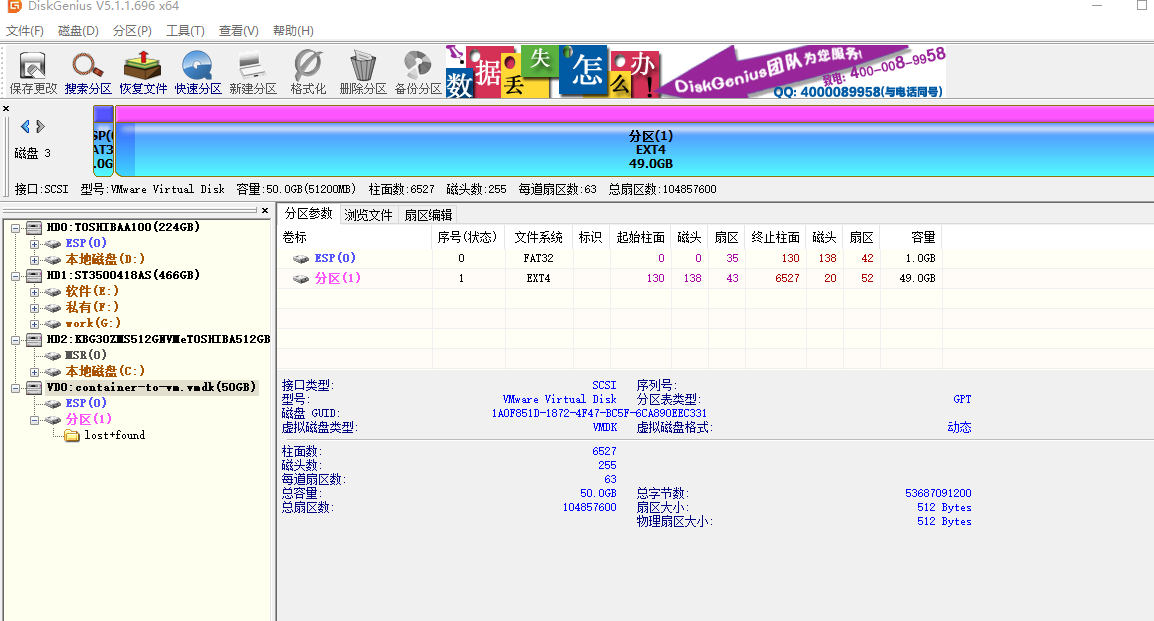 DiskGenius V5.1.1.696 x64
文件(F) 磁盘(D) 分区(P) 工具(T) 查看(V) 帮助(H)
保存更改 搜索分区 恢复文件 快速分区 新建分区 格式化 删除分区 备份分区
数据丢失怎么办!
DiskGenius团队为您服务!
致电: 400-008-9958
QQ: 4000089958(与电话同号)
磁盘 3
SP(
AT3
.0G
分区(1)
EXT4
49.0GB
接口:SCSI 型号:VMware Virtual Disk 容量:50.0GB(51200MB) 柱面数:6527 磁头数:255 每道扇区数:63 总扇区数:104857600
HD0:TOSHIBAA100(224GB)
ESP(0)
本地磁盘(D:)
HD1:ST3500418AS(466GB)
软件(E:)
私有(F:)
work(G:)
HD2:KBG30ZMS512GNVMeTOSHIBA512GB
MSR(0)
本地磁盘(C:)
VD0:container-to-vm.vmdk(50GB)
ESP(0)
分区(1)
lost+found
分区参数 浏览文件 扇区编辑
卷标 序号(状态) 文件系统 标识 起始柱面 磁头 扇区 终止柱面 磁头 扇区 容量
ESP(0) 0 FAT32 0 0 35 130 138 42 1.0GB
分区(1) 1 EXT4 130 138 43 6527 20 52 49.0GB
接口类型: SCSI 序列号:
型号: VMware Virtual Disk 分区表类型: GPT
磁盘 GUID: 1A0F851D-1872-4F47-BC5F-6CA890EEC331
虚拟磁盘类型: VMDK 虚拟磁盘格式: 动态
柱面数: 6527
磁头数: 255
每道扇区数: 63
总容量: 50.0GB 总字节数: 53687091200
总扇区数: 104857600 扇区大小: 512 Bytes
物理扇区大小: 512 Bytes